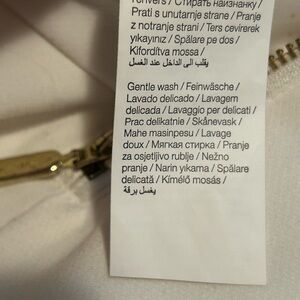 l'envers / Стирать наизнанку /
Prati s unutarnje strane / Pranje
z notranje strani / Ters çevirerek
yıkayınız / Spălare pe dos /
Kifordítva mossa /
يقلب إلى الداخل عند الغسل
Gentle wash / Feinwäsche /
Lavado delicado / Lavagem
delicada / Lavaggio per delicati /
Prac delikatnie / Skånevask /
Mahe masinpesu / Lavage
doux / Мягкая стирка / Pranje
za osjetljivo rublje / Nežno
pranje / Narin yıkama / Spălare
delicată / Kímélő mosás /
يغسل برقة